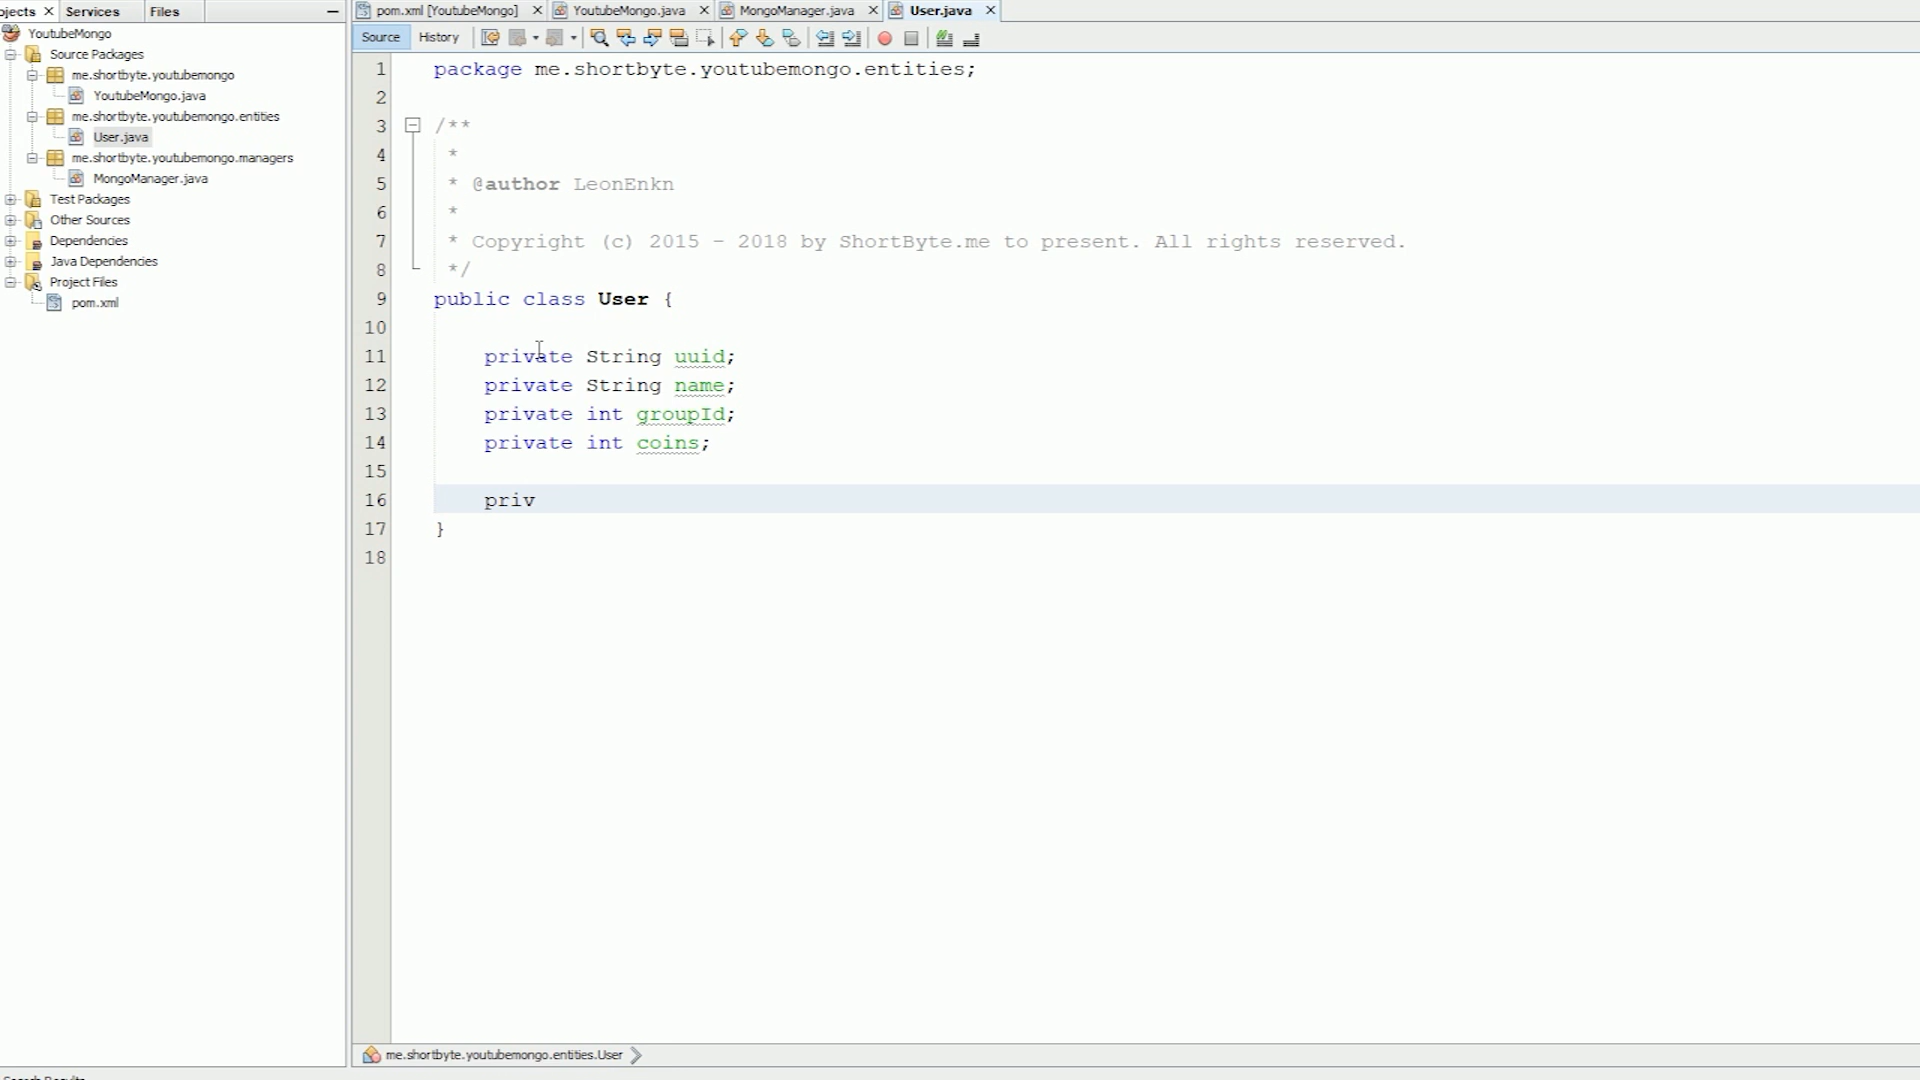 ojects
Services
Files
pom.xml [YoutubeMongo]
YoutubeMongo.java
MongoManager.java
User.java
Source
History
YoutubeMongo
Source Packages
me.shortbyte.youtubemongo
YoutubeMongo.java
me.shortbyte.youtubemongo.entities
User.java
me.shortbyte.youtubemongo.managers
MongoManager.java
Test Packages
Other Sources
Dependencies
Java Dependencies
Project Files
pom.xml
1 package me.shortbyte.youtubemongo.entities;
2
3 /**
4 *
5 * @author LeonEnkn
6 *
7 * Copyright (c) 2015 - 2018 by ShortByte.me to present. All rights reserved.
8 */
9 public class User {
10
11 private String uuid;
12 private String name;
13 private int groupId;
14 private int coins;
15
16 priv
17 }
18
me.shortbyte.youtubemongo.entities.User
Search Results